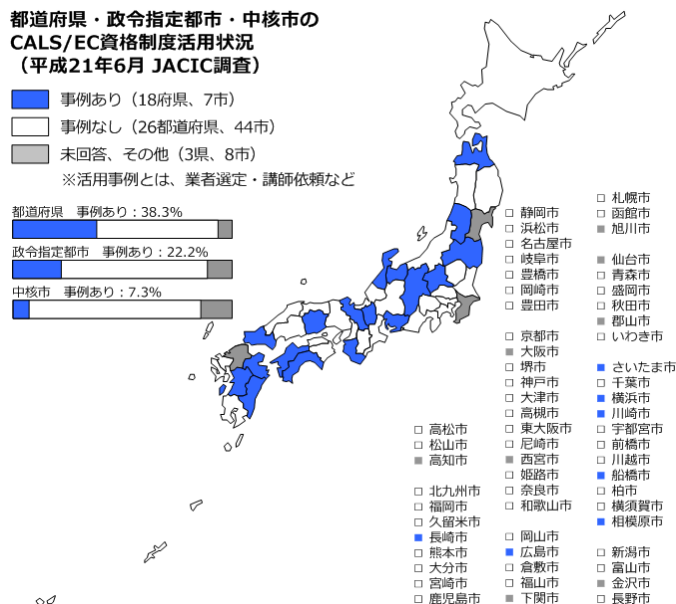 都道府県・政令指定都市・中核市の
CALS/EC資格制度活用状況
（平成21年6月 JACIC調査）
事例あり（18府県、7市）
事例なし（26都道府県、44市）
未回答、その他（3県、8市）
※活用事例とは、業者選定・講師依頼など
都道府県　事例あり：38.3%
政令指定都市　事例あり：22.2%
中核市　事例あり：7.3%
札幌市
函館市
旭川市
仙台市
青森市
盛岡市
秋田市
郡山市
いわき市
さいたま市
千葉市
横浜市
川崎市
宇都宮市
前橋市
川越市
船橋市
柏市
横須賀市
相模原市
新潟市
富山市
金沢市
長野市
静岡市
浜松市
名古屋市
岐阜市
豊橋市
岡崎市
豊田市
京都市
大阪市
堺市
神戸市
大津市
高槻市
東大阪市
尼崎市
西宮市
姫路市
奈良市
和歌山市
岡山市
広島市
倉敷市
福山市
下関市
高松市
松山市
高知市
北九州市
福岡市
久留米市
長崎市
熊本市
大分市
宮崎市
鹿児島市